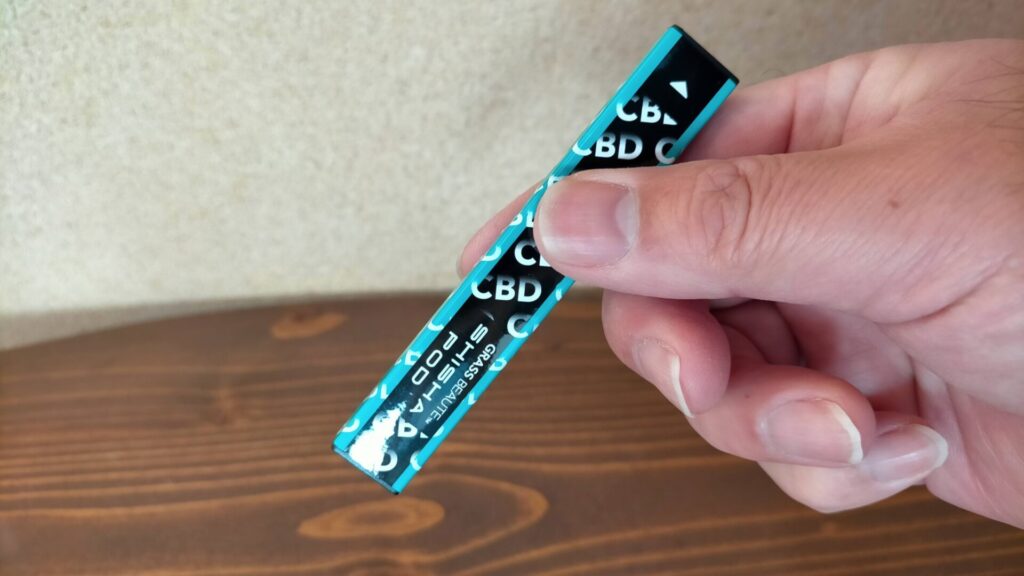 CBD
CBD C
CBD
GRASS BEAUTE™
SHISHA
POD